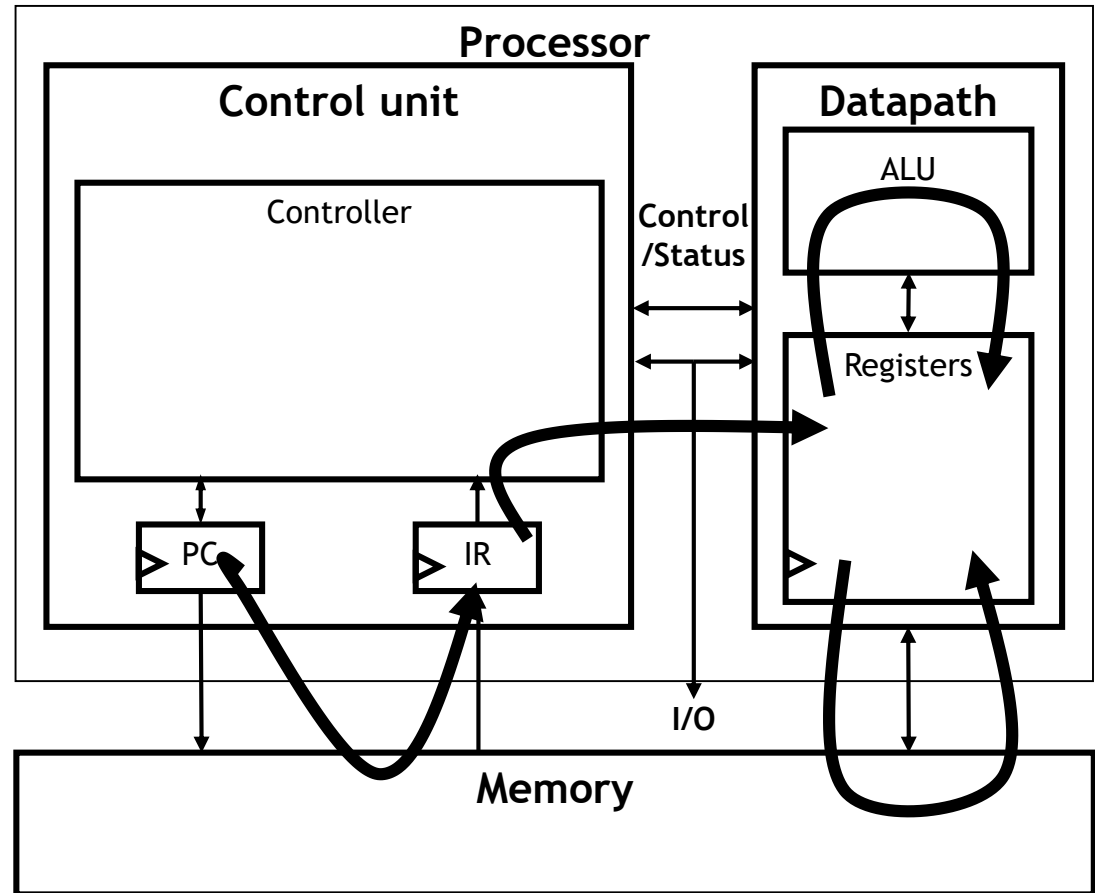 Processor
Control unit
Datapath
ALU
Controller
Control
/Status
Registers
PC
IR
I/O
Memory